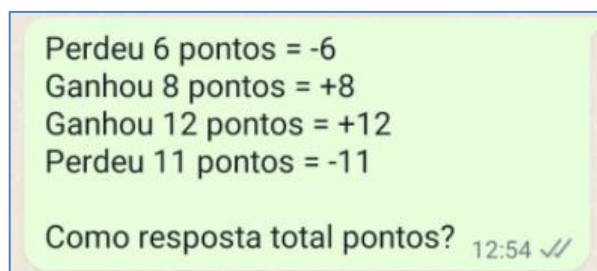 Perdeu 6 pontos = -6
Ganhou 8 pontos = +8
Ganhou 12 pontos = +12
Perdeu 11 pontos = -11
Como resposta total pontos? 12:54